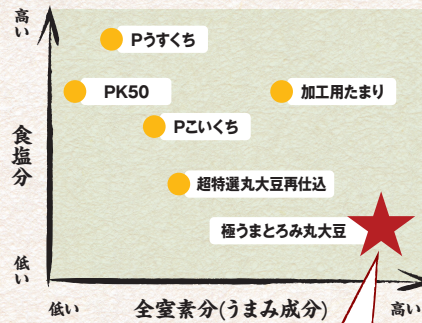 高い
Pうすくち
PK50
加工用たまり
Pこいくち
食塩分
超特選丸大豆再仕込
極うまとろみ丸大豆
低い
低い
全窒素分(うまみ成分)
高い